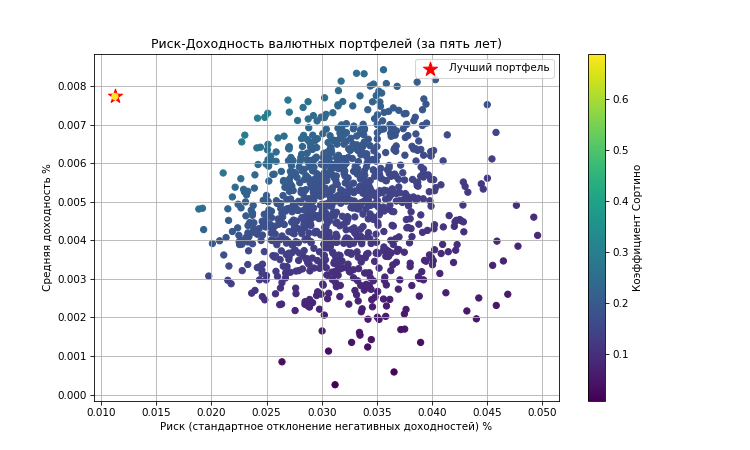 Риск-Доходность валютных портфелей (за пять лет)
Лучший портфель
0.008
0.007
0.006
0.005
0.004
0.003
0.002
0.001
0.000
Средняя доходность %
0.010 0.015 0.020 0.025 0.030 0.035 0.040 0.045 0.050
Риск (стандартное отклонение негативных доходностей) %
0.6
0.5
0.4
0.3
0.2
0.1
Коэффициент Сортино